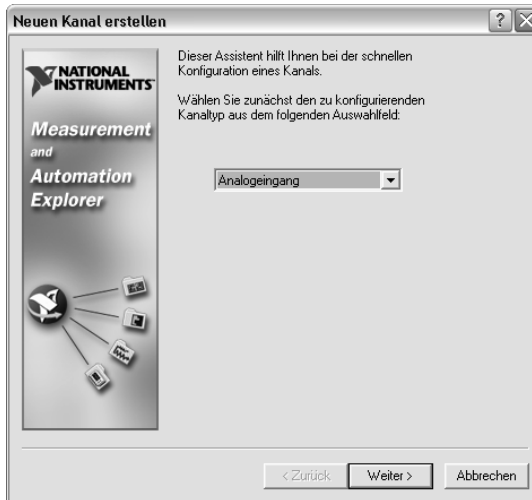 Neuen Kanal erstellen
?
NATIONAL
INSTRUMENTS
Measurement
and
Automation
Explorer
Dieser Assistent hilft Ihnen bei der schnellen
Konfiguration eines Kanals.
Wählen Sie zunächst den zu konfigurierenden
Kanaltyp aus dem folgenden Auswahlfeld:
Analogeingang
< Zurück
Weiter >
Abbrechen